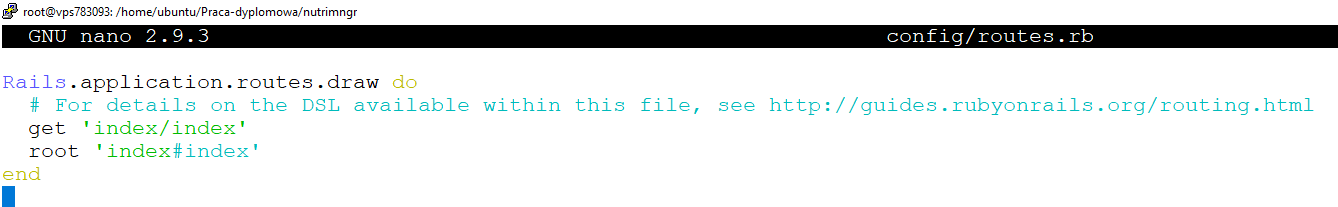 root@vps783093: /home/ubuntu/Praca-dyplomowa/nutrimngr
GNU nano 2.9.3 config/routes.rb
Rails.application.routes.draw do
  # For details on the DSL available within this file, see http://guides.rubyonrails.org/routing.html
  get 'index/index'
  root 'index#index'
end